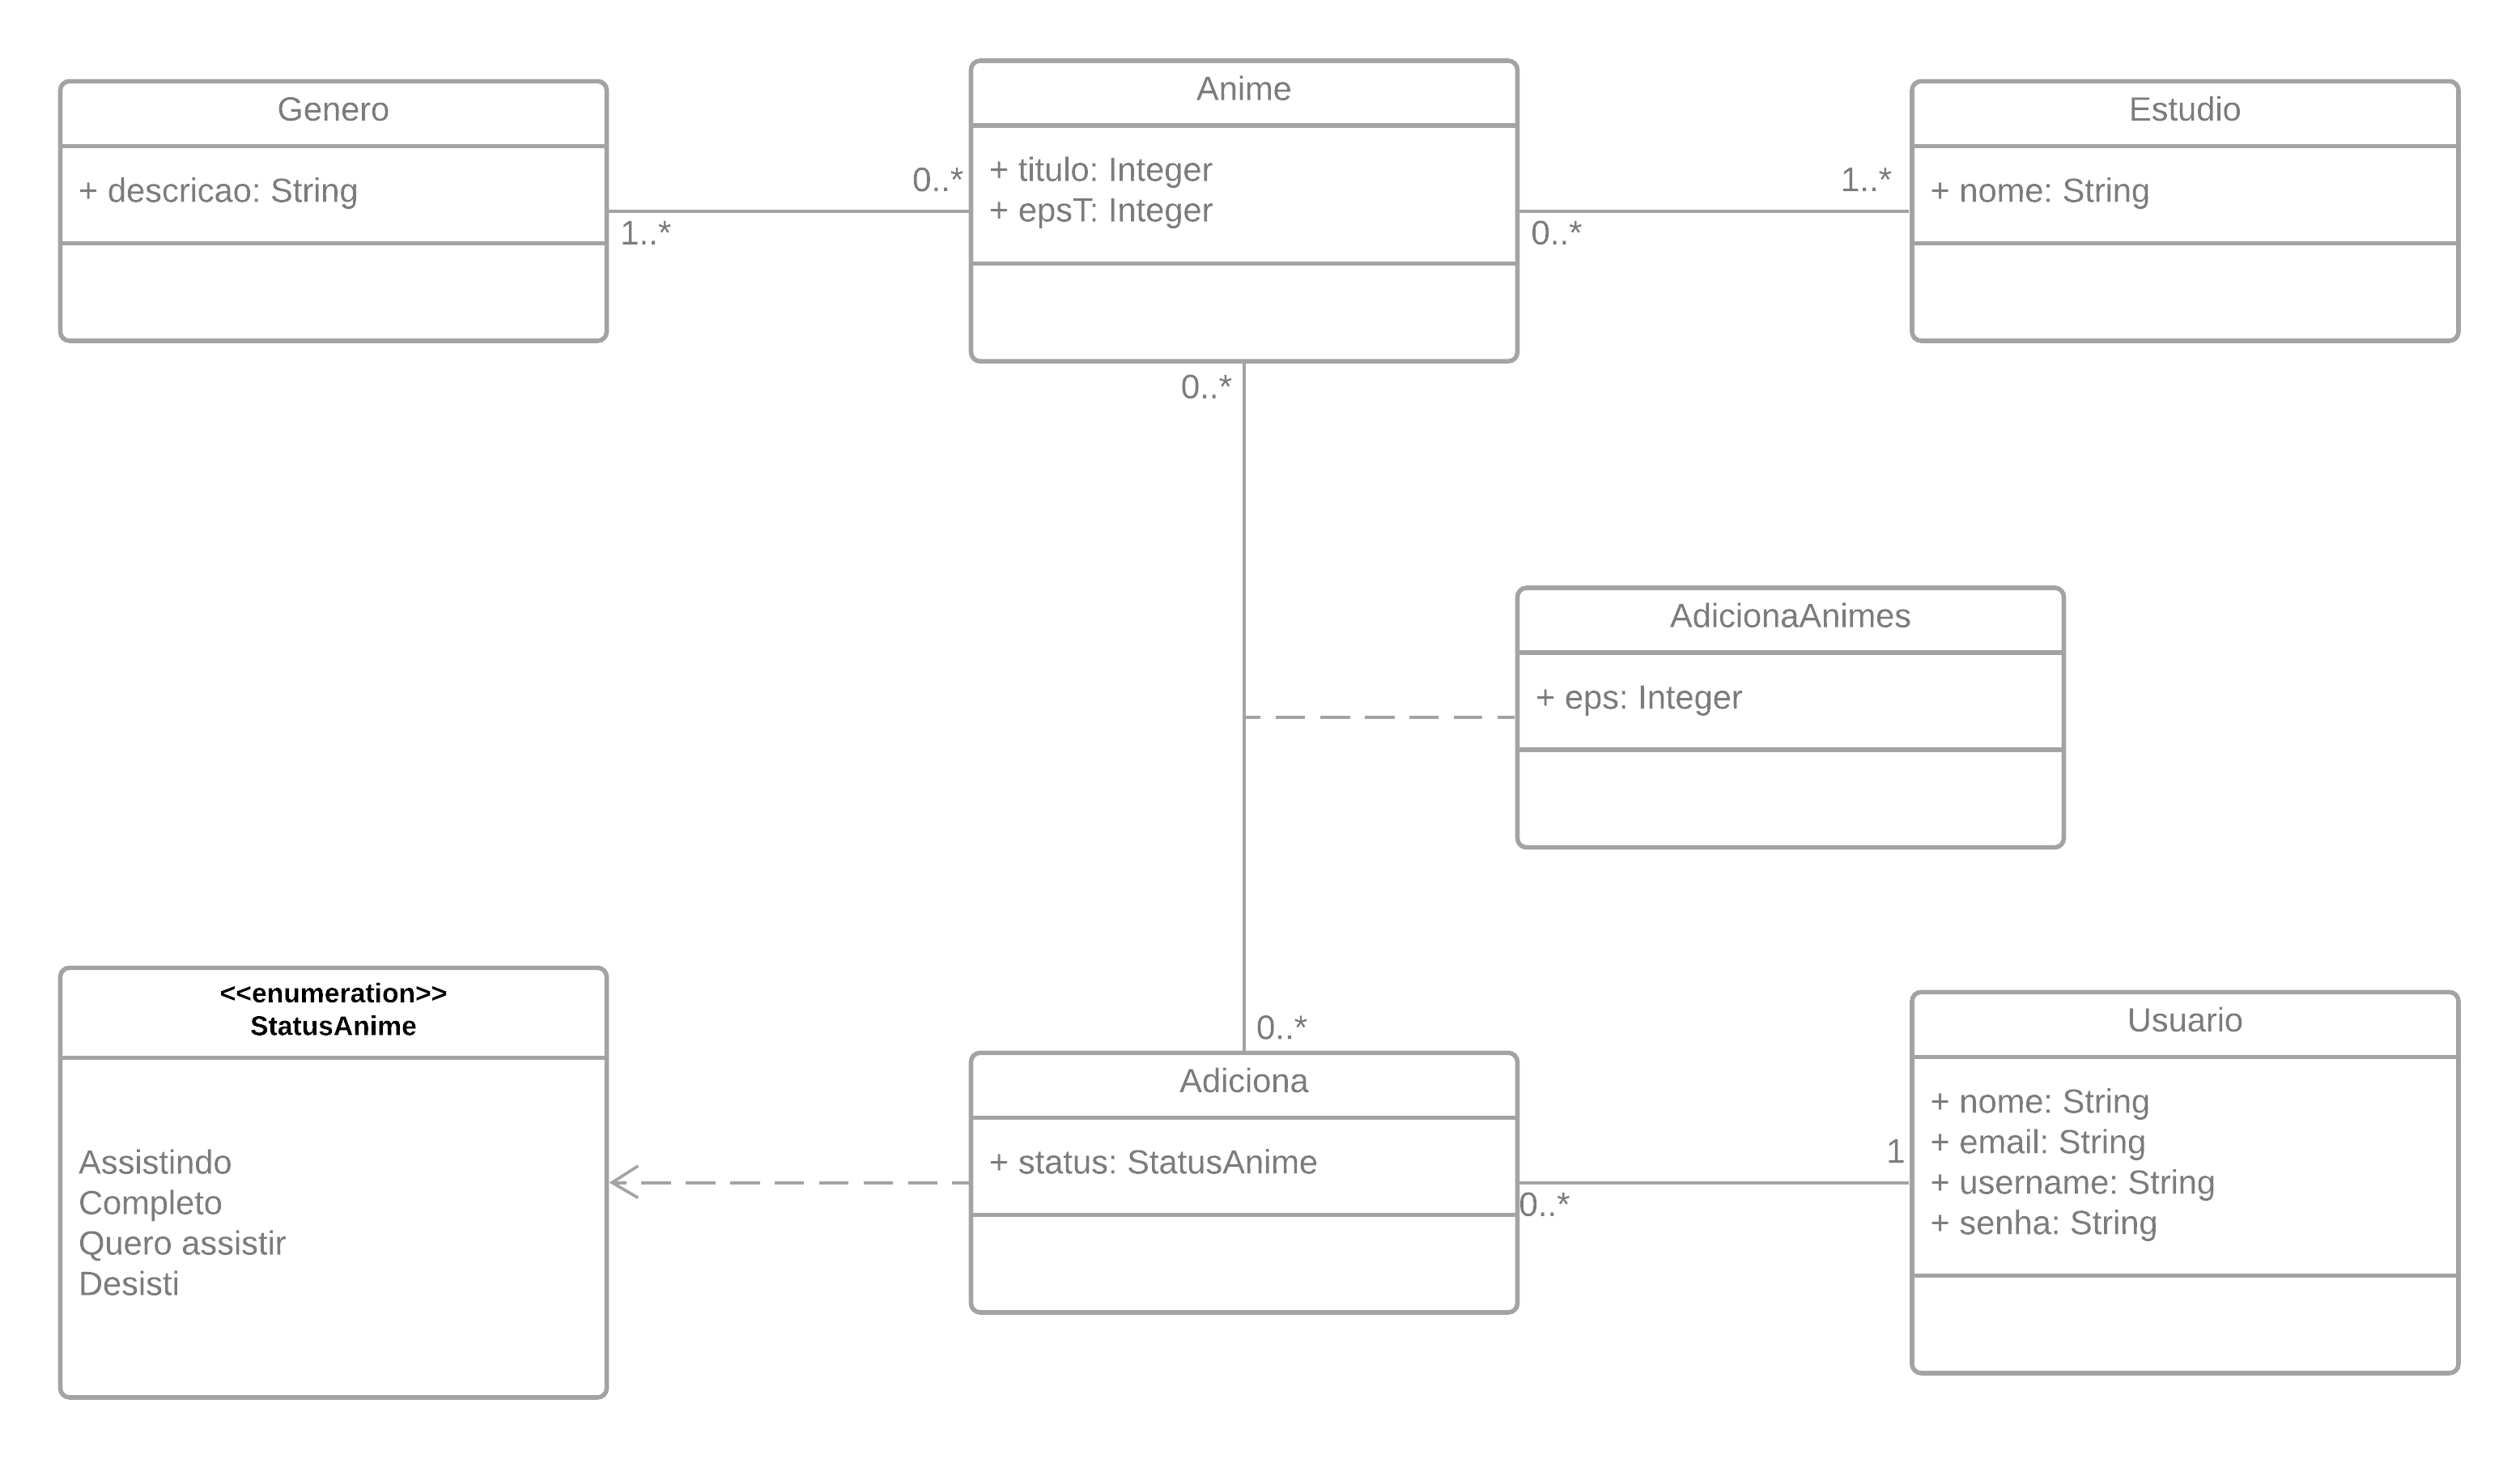 Genero
+ descricao: String
1..*
0..*
Anime
+ titulo: Integer
+ epsT: Integer
0..*
1..*
Estudio
+ nome: String
0..*
AdicionaAnimes
+ eps: Integer
<<enumeration>>
StatusAnime
Assistindo
Completo
Quero assistir
Desisti
0..*
Adiciona
+ status: StatusAnime
0..*
1
Usuario
+ nome: String
+ email: String
+ username: String
+ senha: String